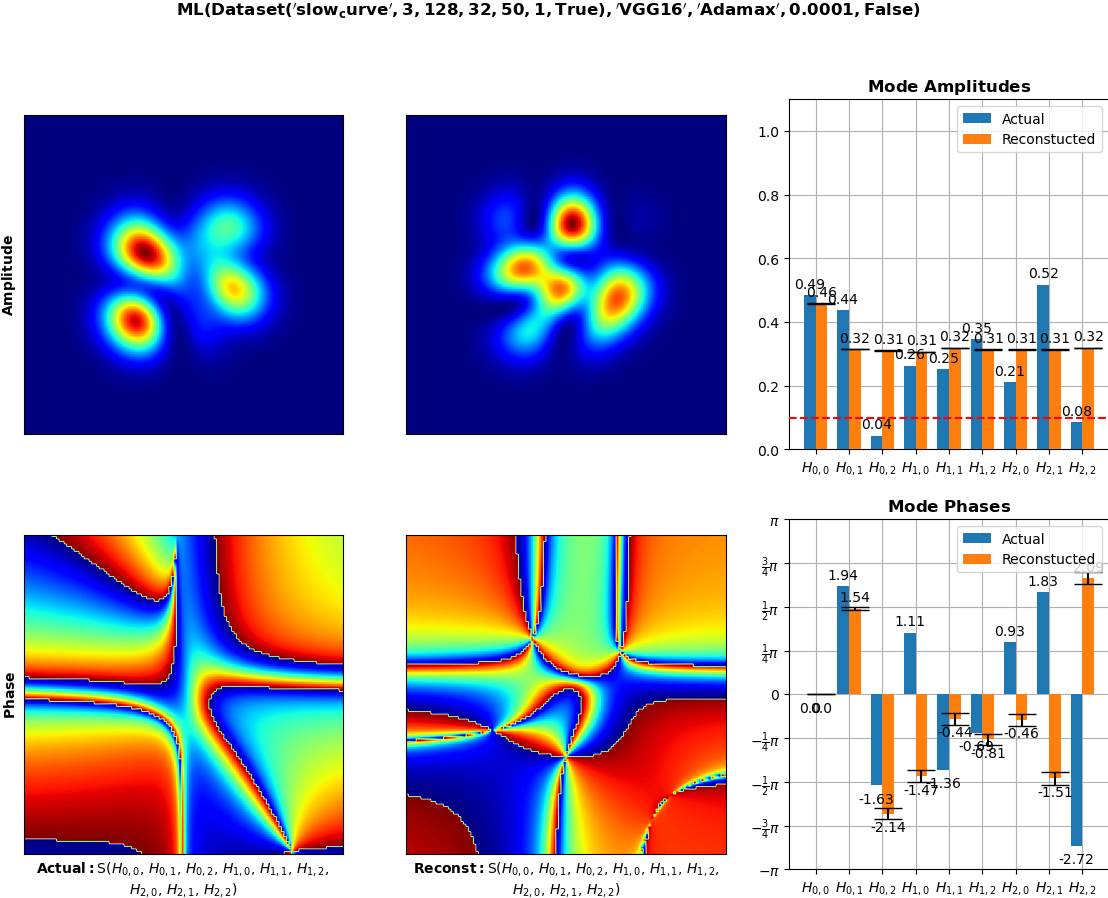 ML(Dataset('slow_curve', 3, 128, 32, 50, 1, True), 'VGG16', 'Adamax', 0.0001, False)
Amplitude
Mode Amplitudes
Actual
Reconstucted
1.0
0.8
0.6
0.4
0.2
0.0
0.49
0.46
0.44
0.32
0.04
0.31
0.26
0.31
0.25
0.32
0.35
0.31
0.21
0.31
0.52
0.31
0.08
0.32
H0,0 H0,1 H0,2 H1,0 H1,1 H1,2 H2,0 H2,1 H2,2
Phase
Actual: S(H0,0, H0,1, H0,2, H1,0, H1,1, H1,2,
H2,0, H2,1, H2,2)
Reconst: S(H0,0, H0,1, H0,2, H1,0, H1,1, H1,2,
H2,0, H2,1, H2,2)
Mode Phases
Actual
Reconstucted
π
3/4π
1/2π
1/4π
0
−1/4π
−1/2π
−3/4π
−π
0.0
0.0
1.94
1.54
-1.63
-2.14
1.11
-1.47
-1.36
-0.44
-0.69
-0.81
0.93
-0.46
1.83
-1.51
-2.72
H0,0 H0,1 H0,2 H1,0 H1,1 H1,2 H2,0 H2,1 H2,2